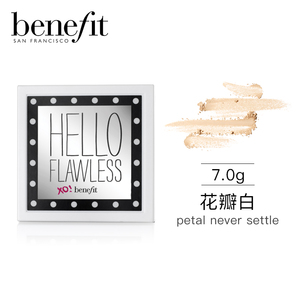 benefit
SAN FRANCISCO
HELLO
FLAWLESS
XO! benefit
7.0g
花瓣白
petal never settle